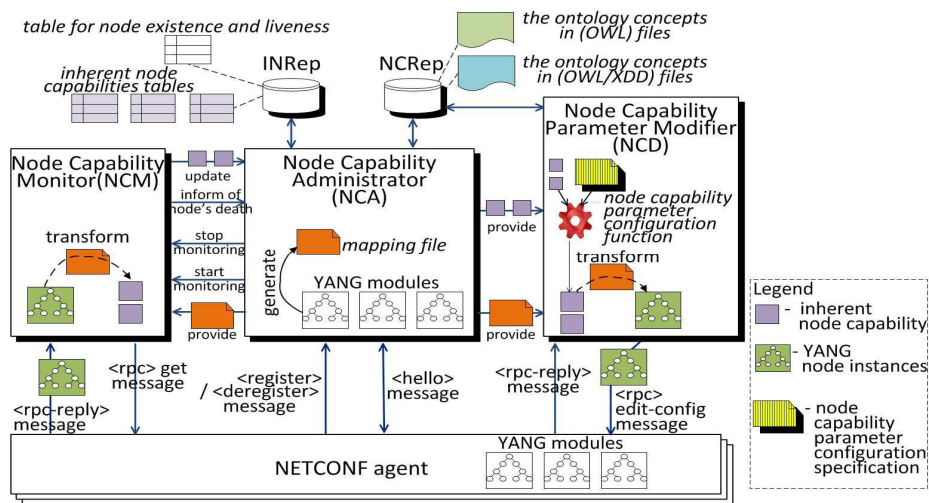 table for node existence and liveness
inherent node
capabilities tables
INRep
NCRep
the ontology concepts
in (OWL) files
the ontology concepts
in (OWL/XDD) files
Node Capability
Monitor(NCM)
transform
update
inform of
node's death
stop
monitoring
start
monitoring
provide
Node Capability
Administrator
(NCA)
mapping file
generate
YANG modules
provide
provide
Node Capability
Parameter Modifier
(NCD)
node capability
parameter
configuration
function
transform
Legend
- inherent
node capability
- YANG
node instances
- node
capability
parameter
configuration
specification
<rpc-reply>
message
<rpc> get
message
<register>
/ <deregister>
message
<hello>
message
<rpc-reply>
message
<rpc>
edit-config
message
NETCONF agent
YANG modules